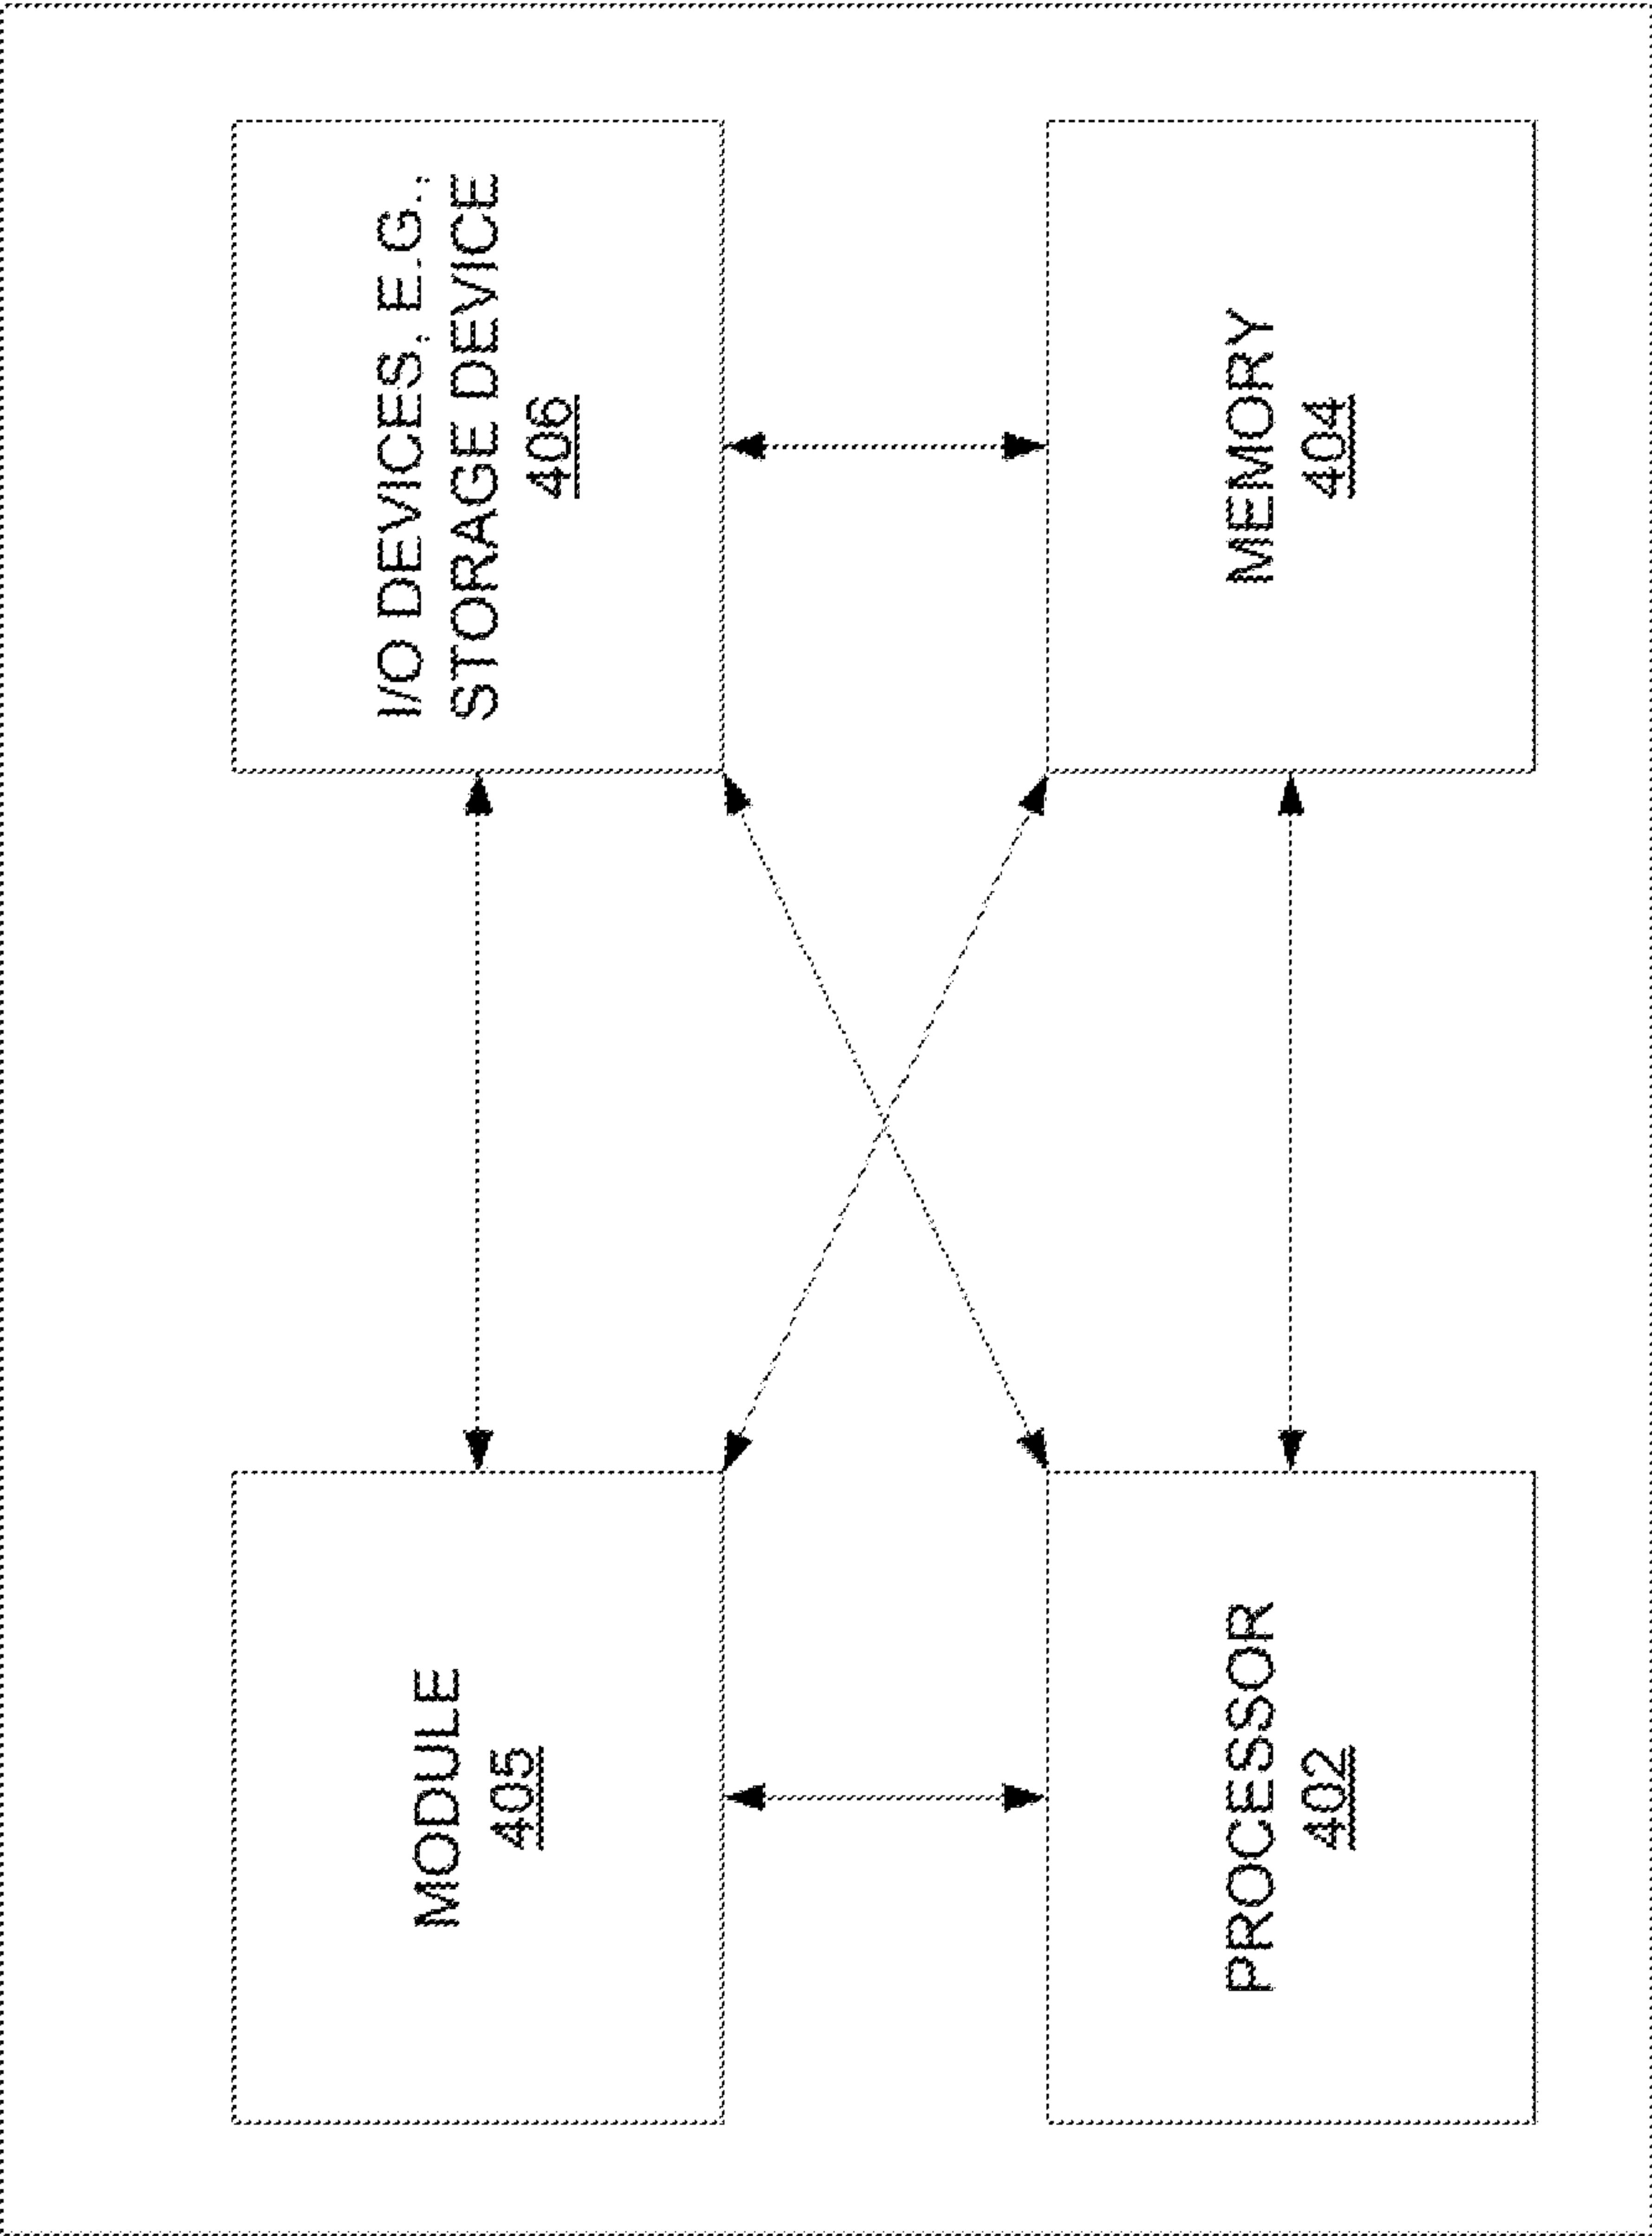 MODULE
405
I/O DEVICES, E.G.,
STORAGE DEVICE
406
PROCESSOR
402
MEMORY
404